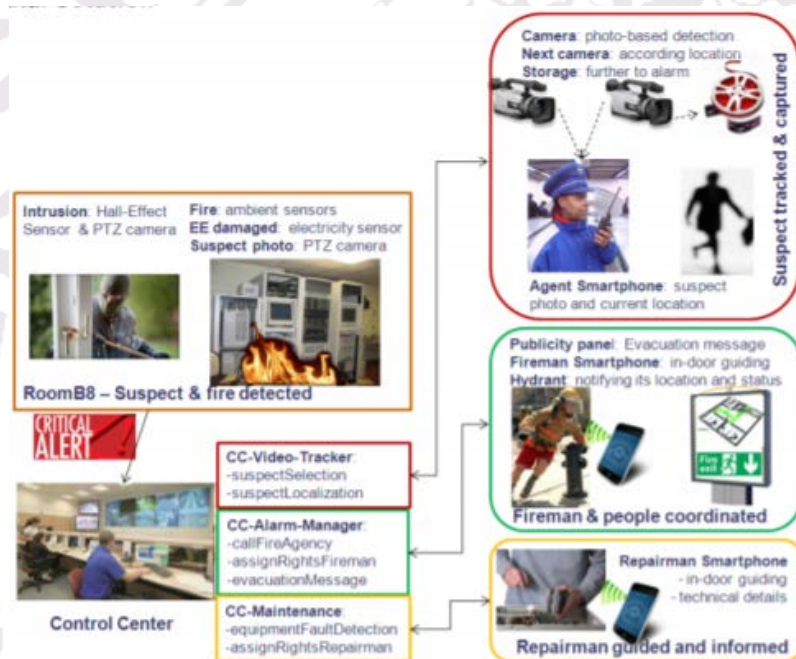 Camera: photo-based detection
Next camera: according location
Storage: further to alarm
Suspect tracked & captured
Agent Smartphone: suspect
photo and current location
Intrusion: Hall-Effect
Sensor & PTZ camera
Fire: ambient sensors
EE damaged: electricity sensor
Suspect photo: PTZ camera
RoomB8 – Suspect & fire detected
CRITICAL
ALERT
Control Center
CC-Video-Tracker:
-suspectSelection
-suspectLocalization
CC-Alarm-Manager:
-callFireAgency
-assignRightsFireman
-evacuationMessage
CC-Maintenance:
-equipmentFaultDetection
-assignRightsRepairman
Publicity panel: Evacuation message
Fireman Smartphone: in-door guiding
Hydrant: notifying its location and status
Fire
exit
Fireman & people coordinated
Repairman Smartphone
- in-door guiding
- technical details
Repairman guided and informed